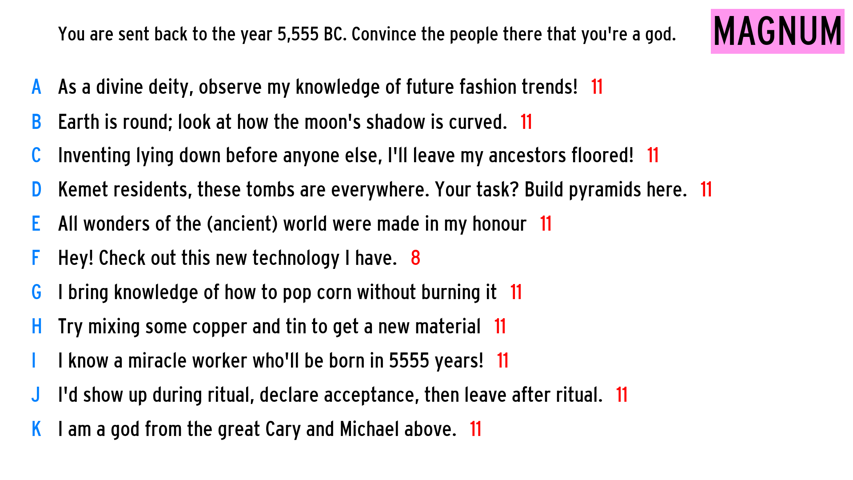 You are sent back to the year 5,555 BC. Convince the people there that you're a god.
MAGNUM
A As a divine deity, observe my knowledge of future fashion trends! 11
B Earth is round; look at how the moon's shadow is curved. 11
C Inventing lying down before anyone else, I'll leave my ancestors floored! 11
D Kemet residents, these tombs are everywhere. Your task? Build pyramids here. 11
E All wonders of the (ancient) world were made in my honour 11
F Hey! Check out this new technology I have. 8
G I bring knowledge of how to pop corn without burning it 11
H Try mixing some copper and tin to get a new material 11
I I know a miracle worker who'll be born in 5555 years! 11
J I'd show up during ritual, declare acceptance, then leave after ritual. 11
K I am a god from the great Cary and Michael above. 11